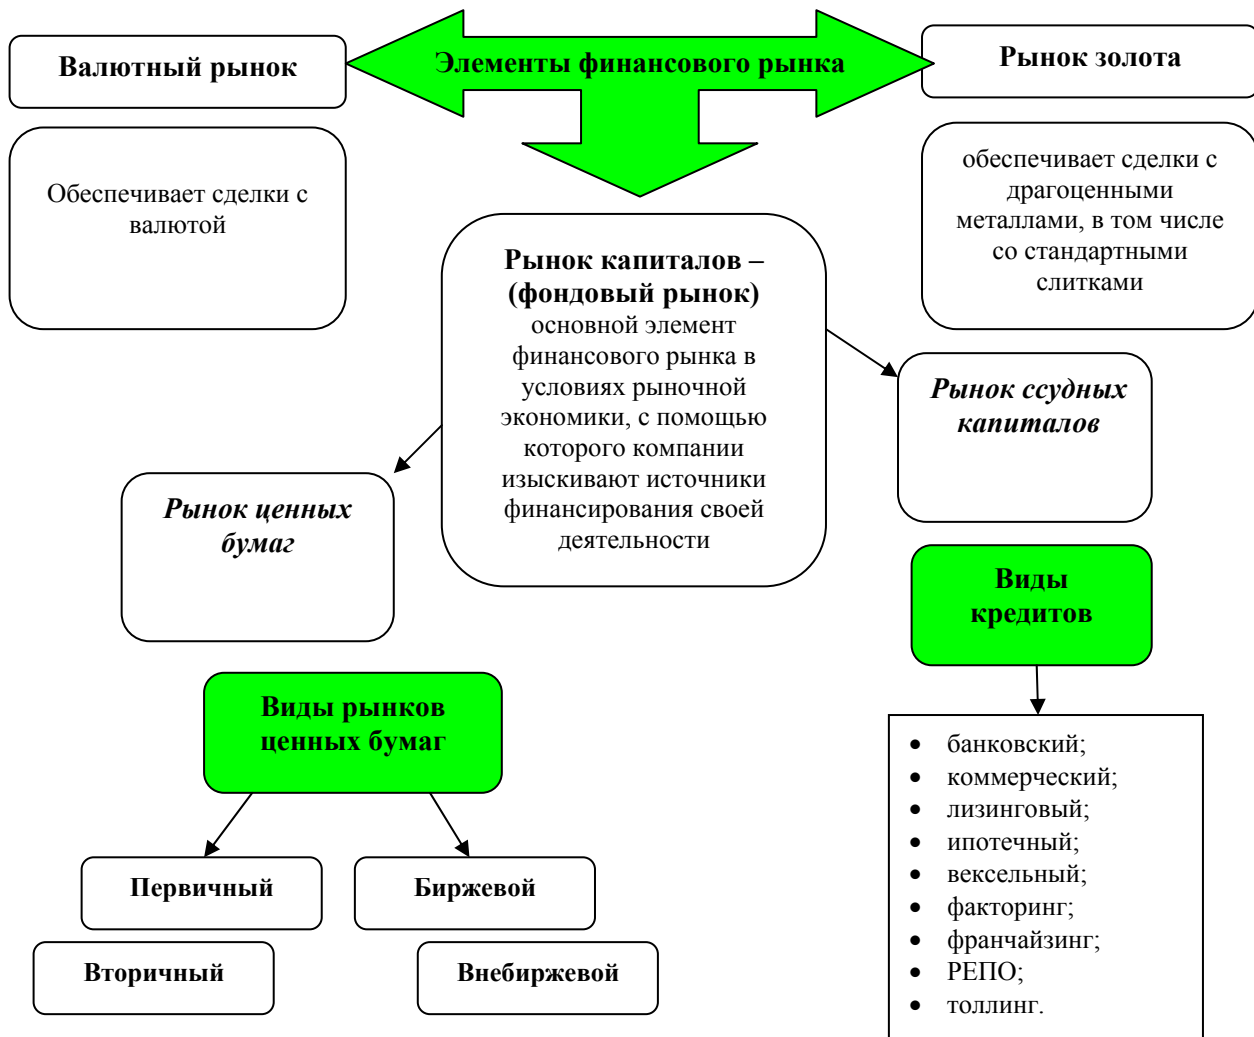 Элементы финансового рынка
Валютный рынок
Рынок золота
Обеспечивает сделки с
валютой
обеспечивает сделки с
драгоценными
металлами, в том числе
со стандартными
слитками
Рынок капиталов –
(фондовый рынок)
основной элемент
финансового рынка в
условиях рыночной
экономики, с помощью
которого компании
изыскивают источники
финансирования своей
деятельности
Рынок ценных
бумаг
Рынок ссудных
капиталов
Виды рынков
ценных бумаг
Первичный
Биржевой
Вторичный
Внебиржевой
Виды
кредитов
• банковский;
• коммерческий;
• лизинговый;
• ипотечный;
• вексельный;
• факторинг;
• франчайзинг;
• РЕПО;
• толлинг.